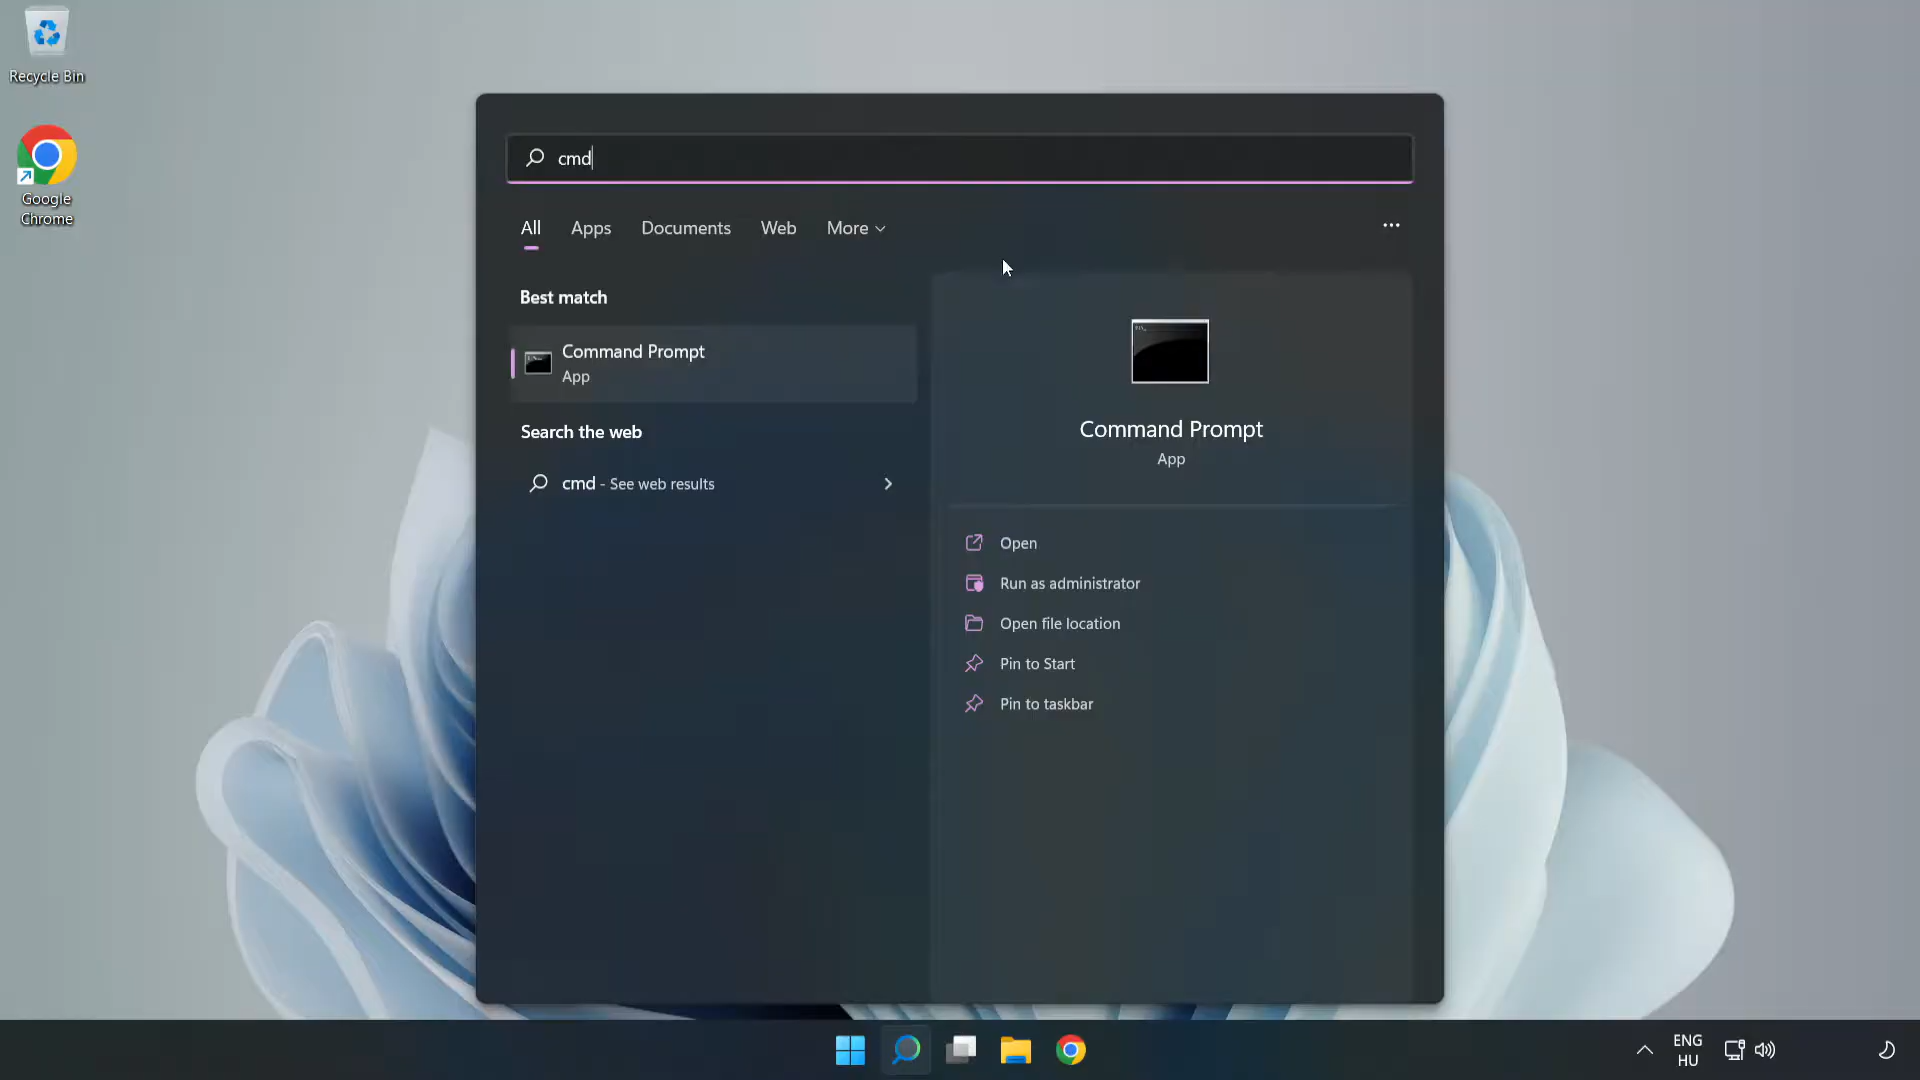 Recycle Bin
Google
Chrome
cmd
All Apps Documents Web More
Best match
Command Prompt
App
Search the web
cmd - See web results
Command Prompt
App
Open
Run as administrator
Open file location
Pin to Start
Pin to taskbar
ENG
HU